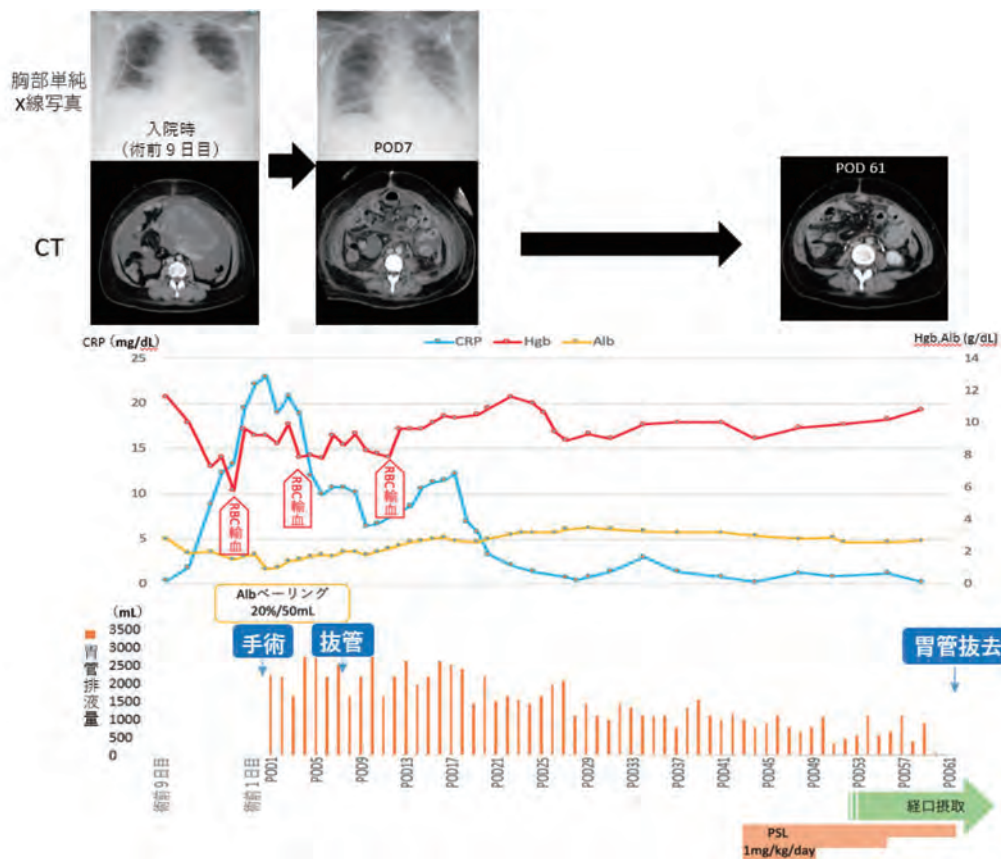 胸部単純
X線写真
入院時
（術前９日目）
POD7
POD 61
CT
CRP（mg/dL）
CRP
Hgb
Alb
Hgb,Alb (g/dL)
25
20
15
10
5
0
14
12
10
8
6
4
2
0
RBC輸血
RBC輸血
RBC輸血
Albベーリング
20%/50mL
（mL）
3500
3000
2500
2000
1500
1000
500
0
胃管排液量
手術
抜管
胃管抜去
術前９日目
術前１日目
POD1
POD5
POD9
POD13
POD17
POD21
POD25
POD29
POD33
POD37
POD41
POD45
POD49
POD53
POD57
POD61
経口摂取
PSL
1mg/kg/day